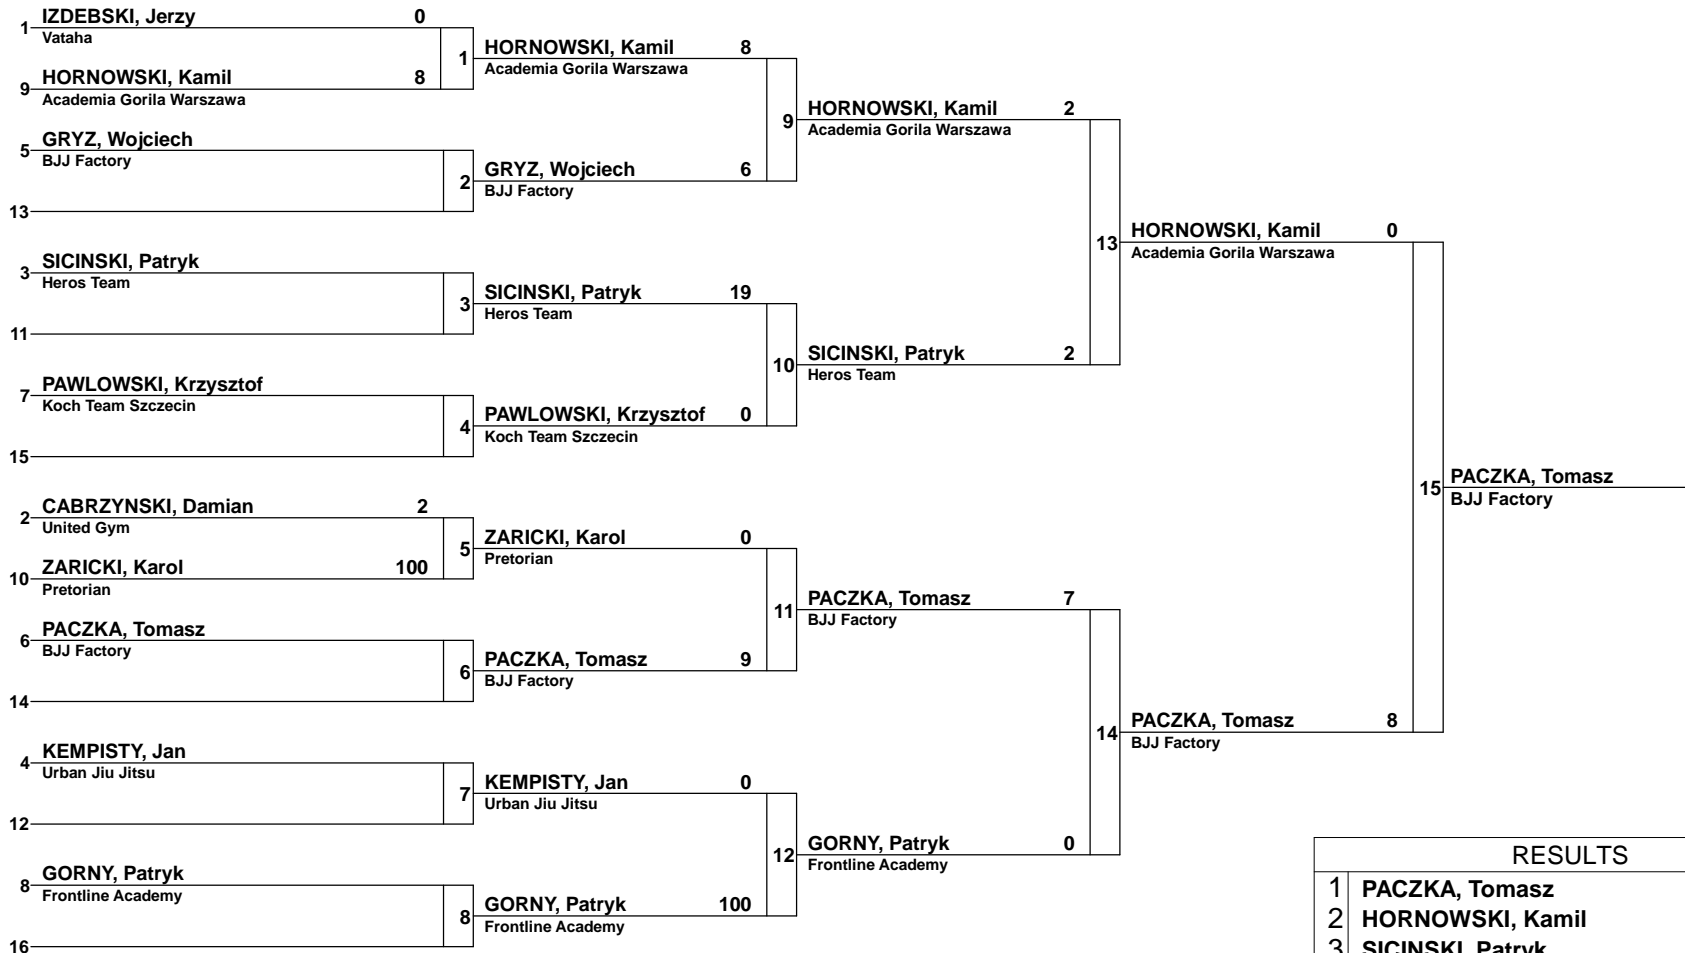 IZDEBSKI, Jerzy 0
1 Vataha
HORNOWSKI, Kamil 8
9 Academia Gorila Warszawa
1
GRYZ, Wojciech
5 BJJ Factory
13
2
SICINSKI, Patryk
3 Heros Team
11
3
PAWLOWSKI, Krzysztof
7 Koch Team Szczecin
15
4
CABRZYNSKI, Damian 2
2 United Gym
ZARICKI, Karol 100
10 Pretorian
5
PACZKA, Tomasz
6 BJJ Factory
14
6
KEMPISTY, Jan
4 Urban Jiu Jitsu
12
7
GORNY, Patryk
8 Frontline Academy
16
8
HORNOWSKI, Kamil 8
Academia Gorila Warszawa
GRYZ, Wojciech 6
BJJ Factory
9
SICINSKI, Patryk 19
Heros Team
PAWLOWSKI, Krzysztof 0
Koch Team Szczecin
10
ZARICKI, Karol 0
Pretorian
PACZKA, Tomasz 9
BJJ Factory
11
KEMPISTY, Jan 0
Urban Jiu Jitsu
GORNY, Patryk 100
Frontline Academy
12
HORNOWSKI, Kamil 2
Academia Gorila Warszawa
SICINSKI, Patryk 2
Heros Team
13
PACZKA, Tomasz 7
BJJ Factory
GORNY, Patryk 0
Frontline Academy
14
HORNOWSKI, Kamil 0
Academia Gorila Warszawa
PACZKA, Tomasz 8
BJJ Factory
15
PACZKA, Tomasz
BJJ Factory
RESULTS
1 PACZKA, Tomasz
2 HORNOWSKI, Kamil
3 SICINSKI, Patryk